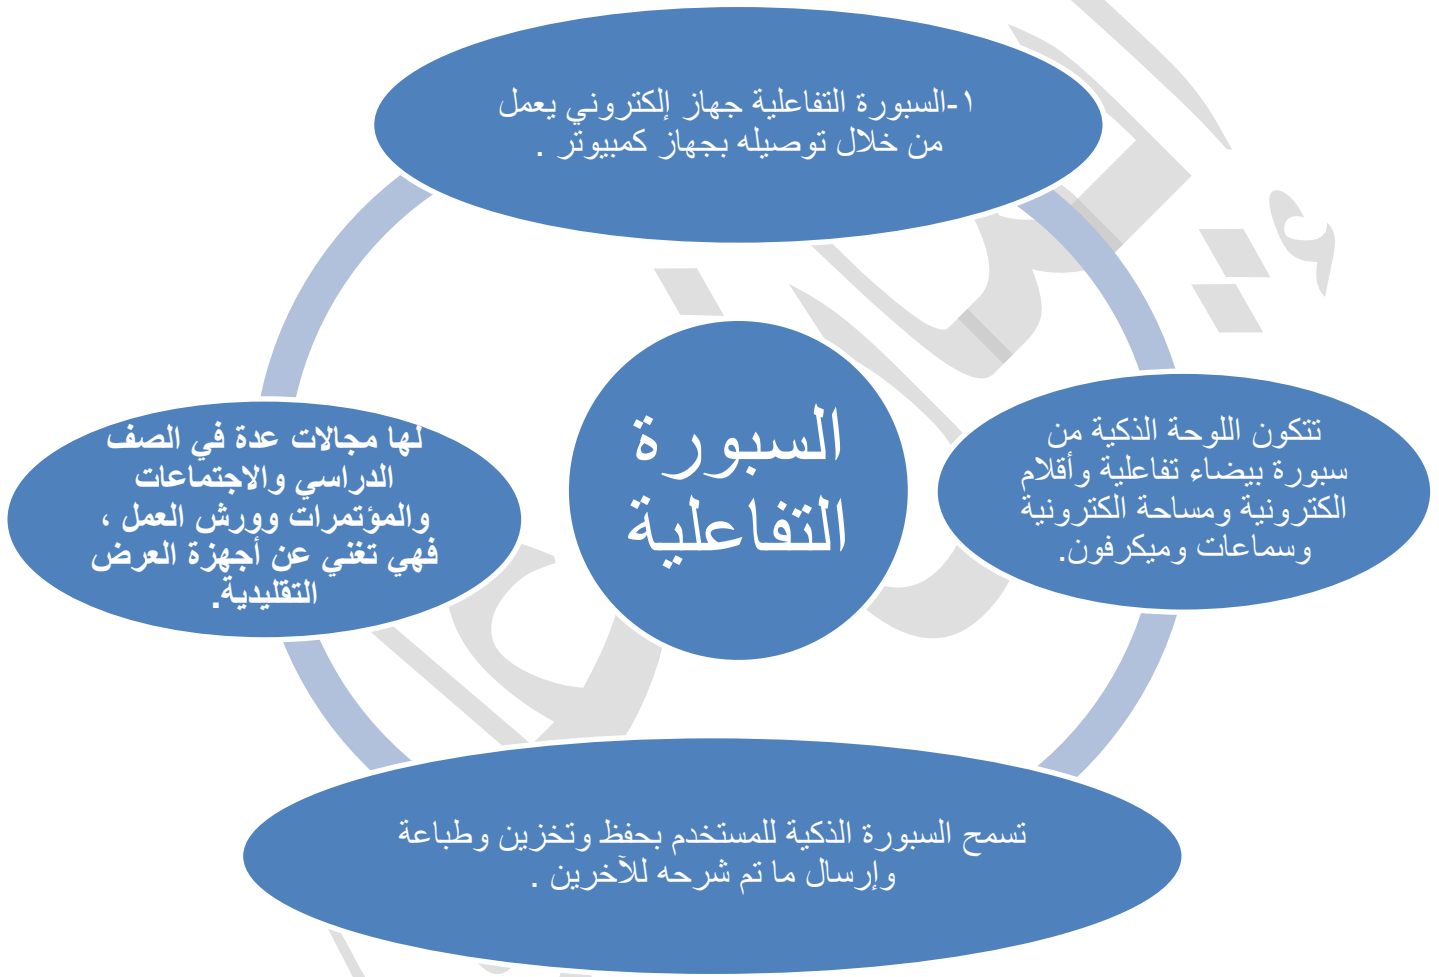 ١-السبورة التفاعلية جهاز إلكتروني يعمل
من خلال توصيله بجهاز كمبيوتر .
السبورة
التفاعلية
تتكون اللوحة الذكية من
سبورة بيضاء تفاعلية وأقلام
الكترونية ومساحة الكترونية
وسماعات وميكرفون.
تسمح السبورة الذكية للمستخدم بحفظ وتخزين وطباعة
وإرسال ما تم شرحه للآخرين .
لها مجالات عدة في الصف
الدراسي والاجتماعات
والمؤتمرات وورش العمل ،
فهي تغني عن أجهزة العرض
التقليدية.